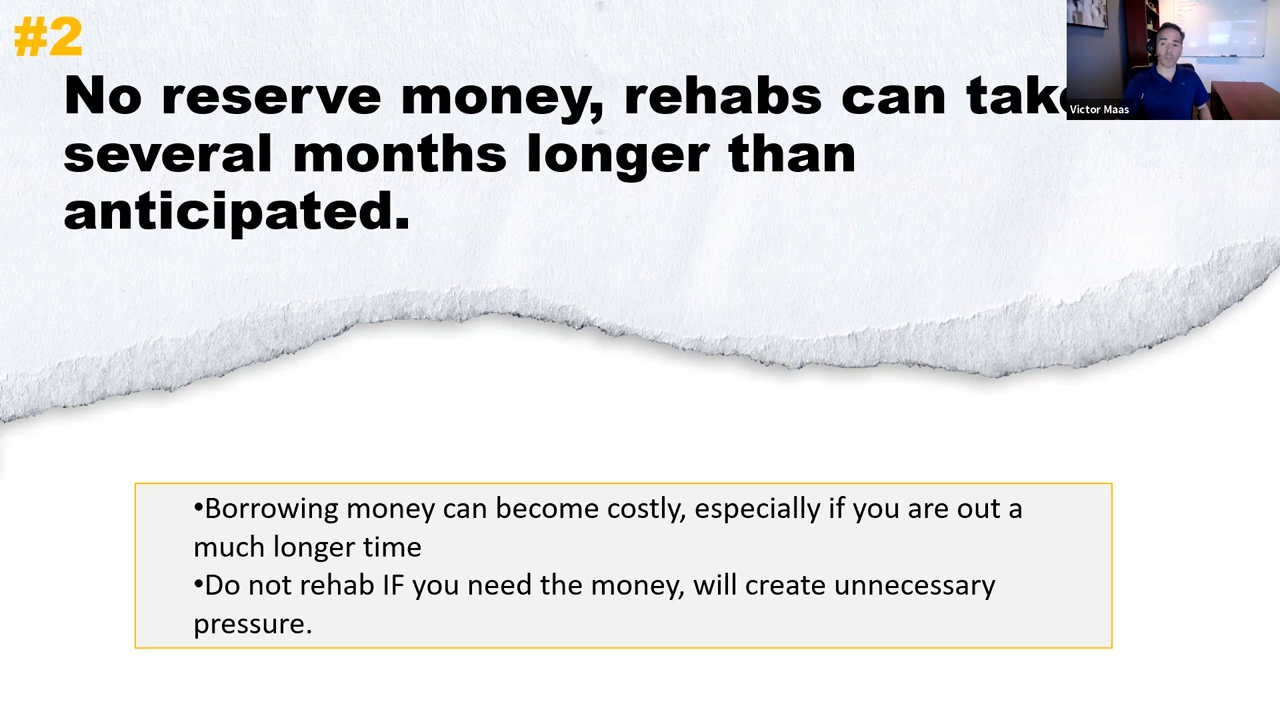 #2
No reserve money, rehabs can take
several months longer than
anticipated.
Victor Maas
•Borrowing money can become costly, especially if you are out a
much longer time
•Do not rehab IF you need the money, will create unnecessary
pressure.